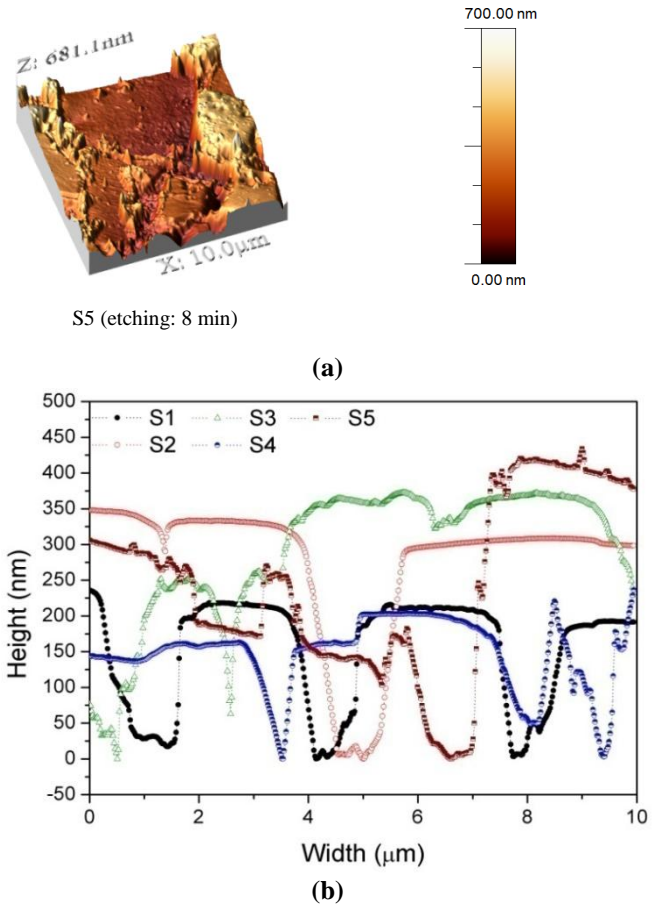 700.00 nm
Z: 681.1nm
X: 10.0µm
0.00 nm
S5 (etching: 8 min)
(a)
500
450
400
350
300
250
200
150
100
50
0
-50
Height (nm)
S1
S3
S5
S2
S4
0
2
4
6
8
10
Width (µm)
(b)